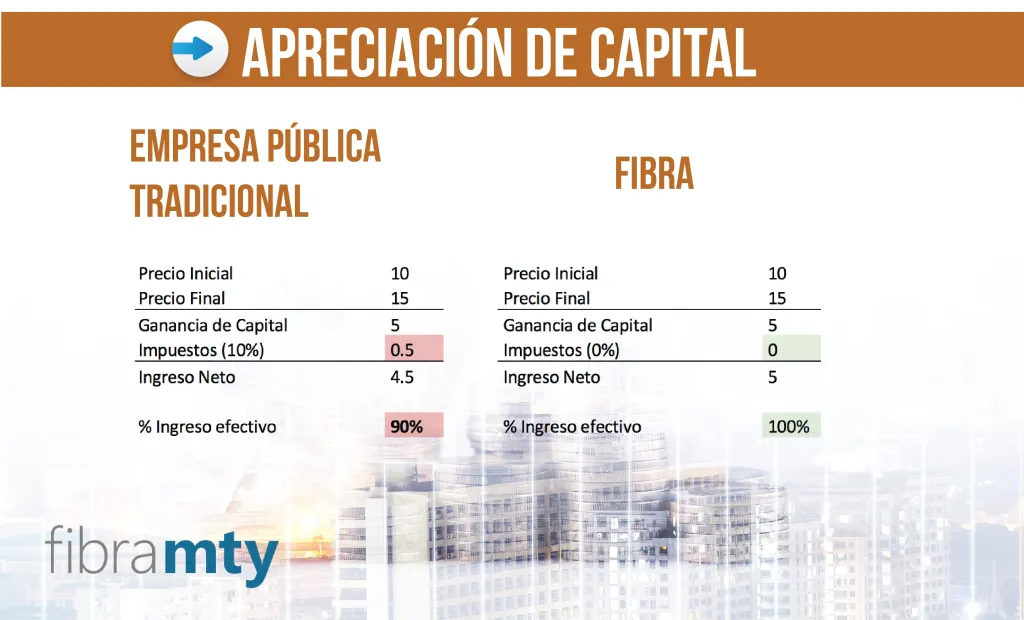 APRECIACIÓN DE CAPITAL
EMPRESA PÚBLICA
TRADICIONAL
Precio Inicial 10
Precio Final 15
Ganancia de Capital 5
Impuestos (10%) 0.5
Ingreso Neto 4.5
% Ingreso efectivo 90%
FIBRA
Precio Inicial 10
Precio Final 15
Ganancia de Capital 5
Impuestos (0%) 0
Ingreso Neto 5
% Ingreso efectivo 100%
fibramty